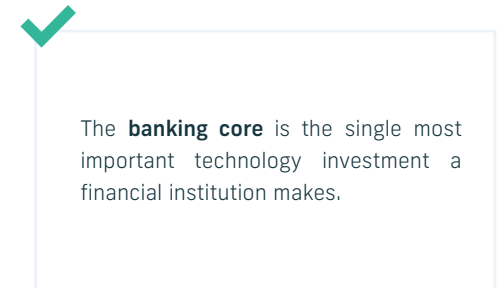 The banking core is the single most
important technology investment a
financial institution makes.